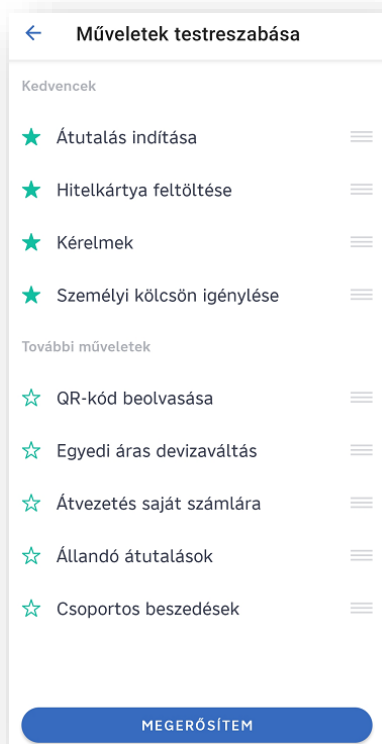 Műveletek testreszabása
Kedvencek
Átutalás indítása
Hitelkártya feltöltése
Kérelmek
Személyi kölcsön igénylése
További műveletek
QR-kód beolvasása
Egyedi áras devizaváltás
Átvezetés saját számlára
Állandó átutalások
Csoportos beszedések
MEGERŐSÍTEM